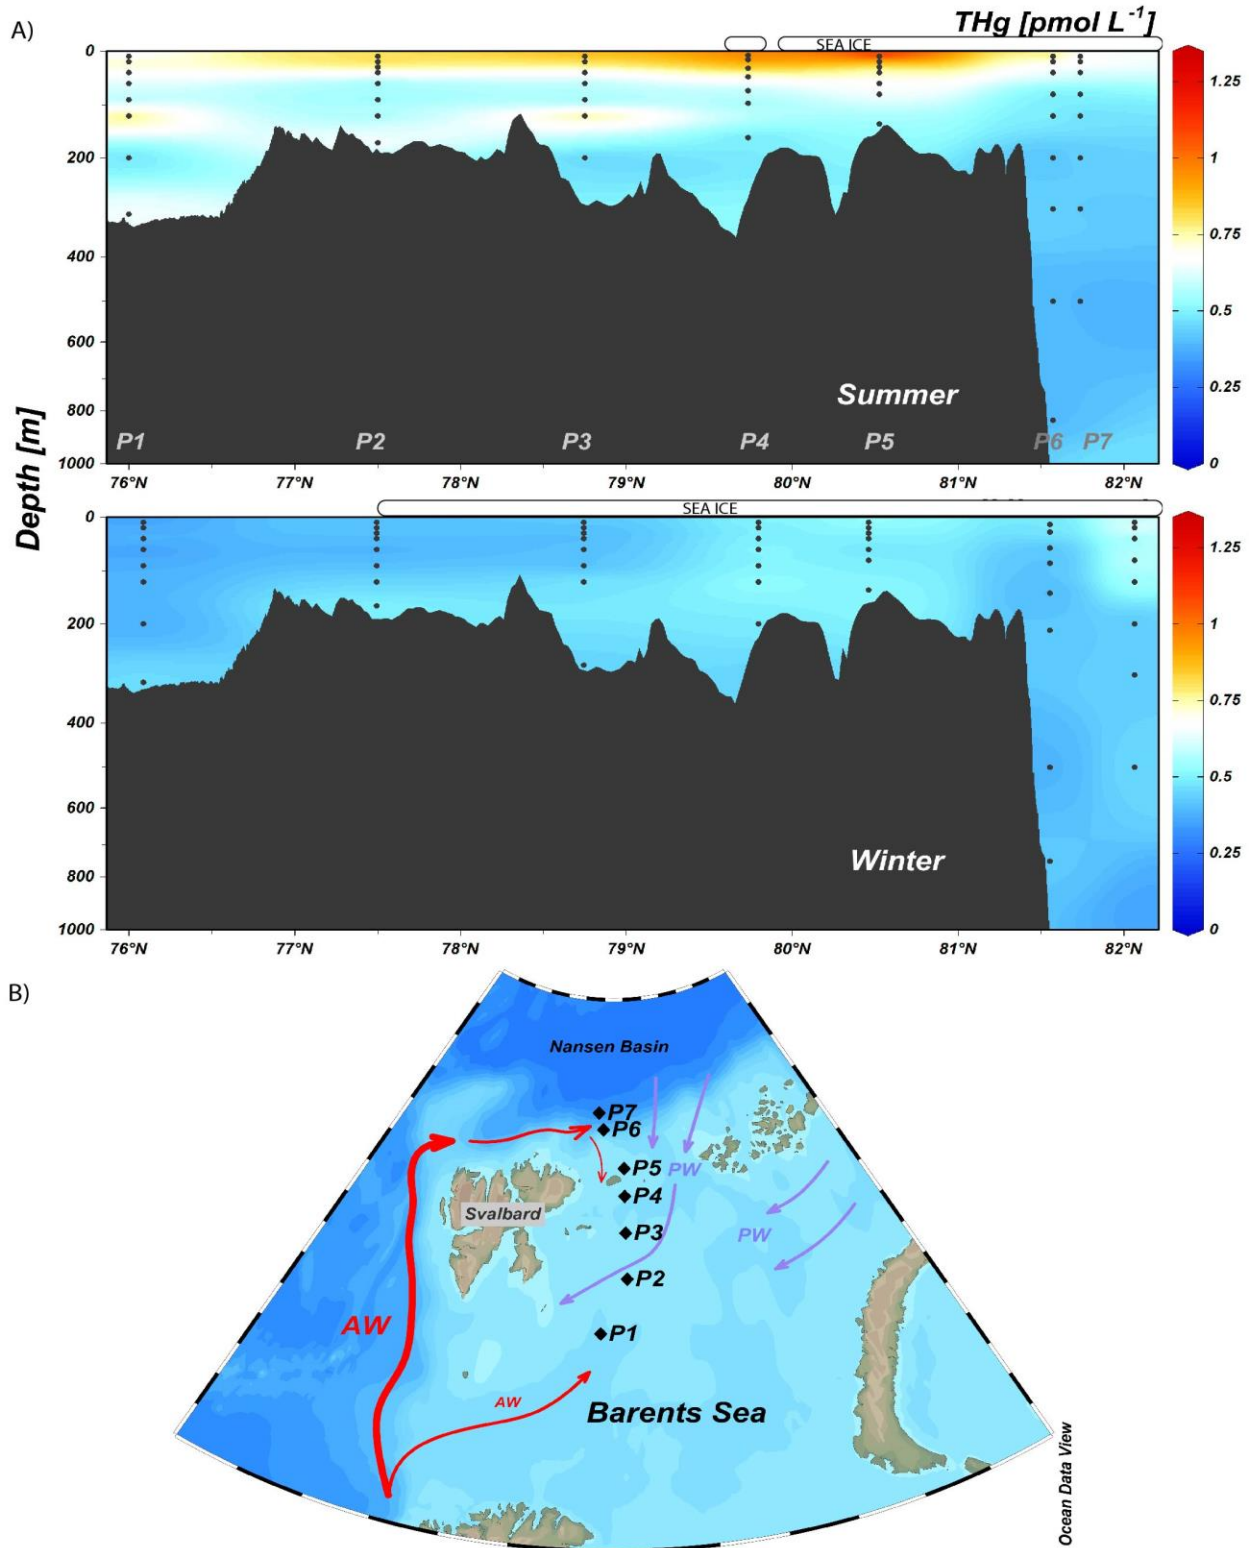 A)
THg [pmol L-1]
SEA ICE
0
200
400
600
800
1000
Depth [m]
Summer
P1 P2 P3 P4 P5 P6 P7
76°N 77°N 78°N 79°N 80°N 81°N 82°N
1.25
1
0.75
0.5
0.25
0
SEA ICE
0
200
400
600
800
1000
Winter
76°N 77°N 78°N 79°N 80°N 81°N 82°N
1.25
1
0.75
0.5
0.25
0
B)
Nansen Basin
P7
P6
P5
PW
P4
Svalbard
P3
PW
P2
AW
P1
AW
Barents Sea
Ocean Data View